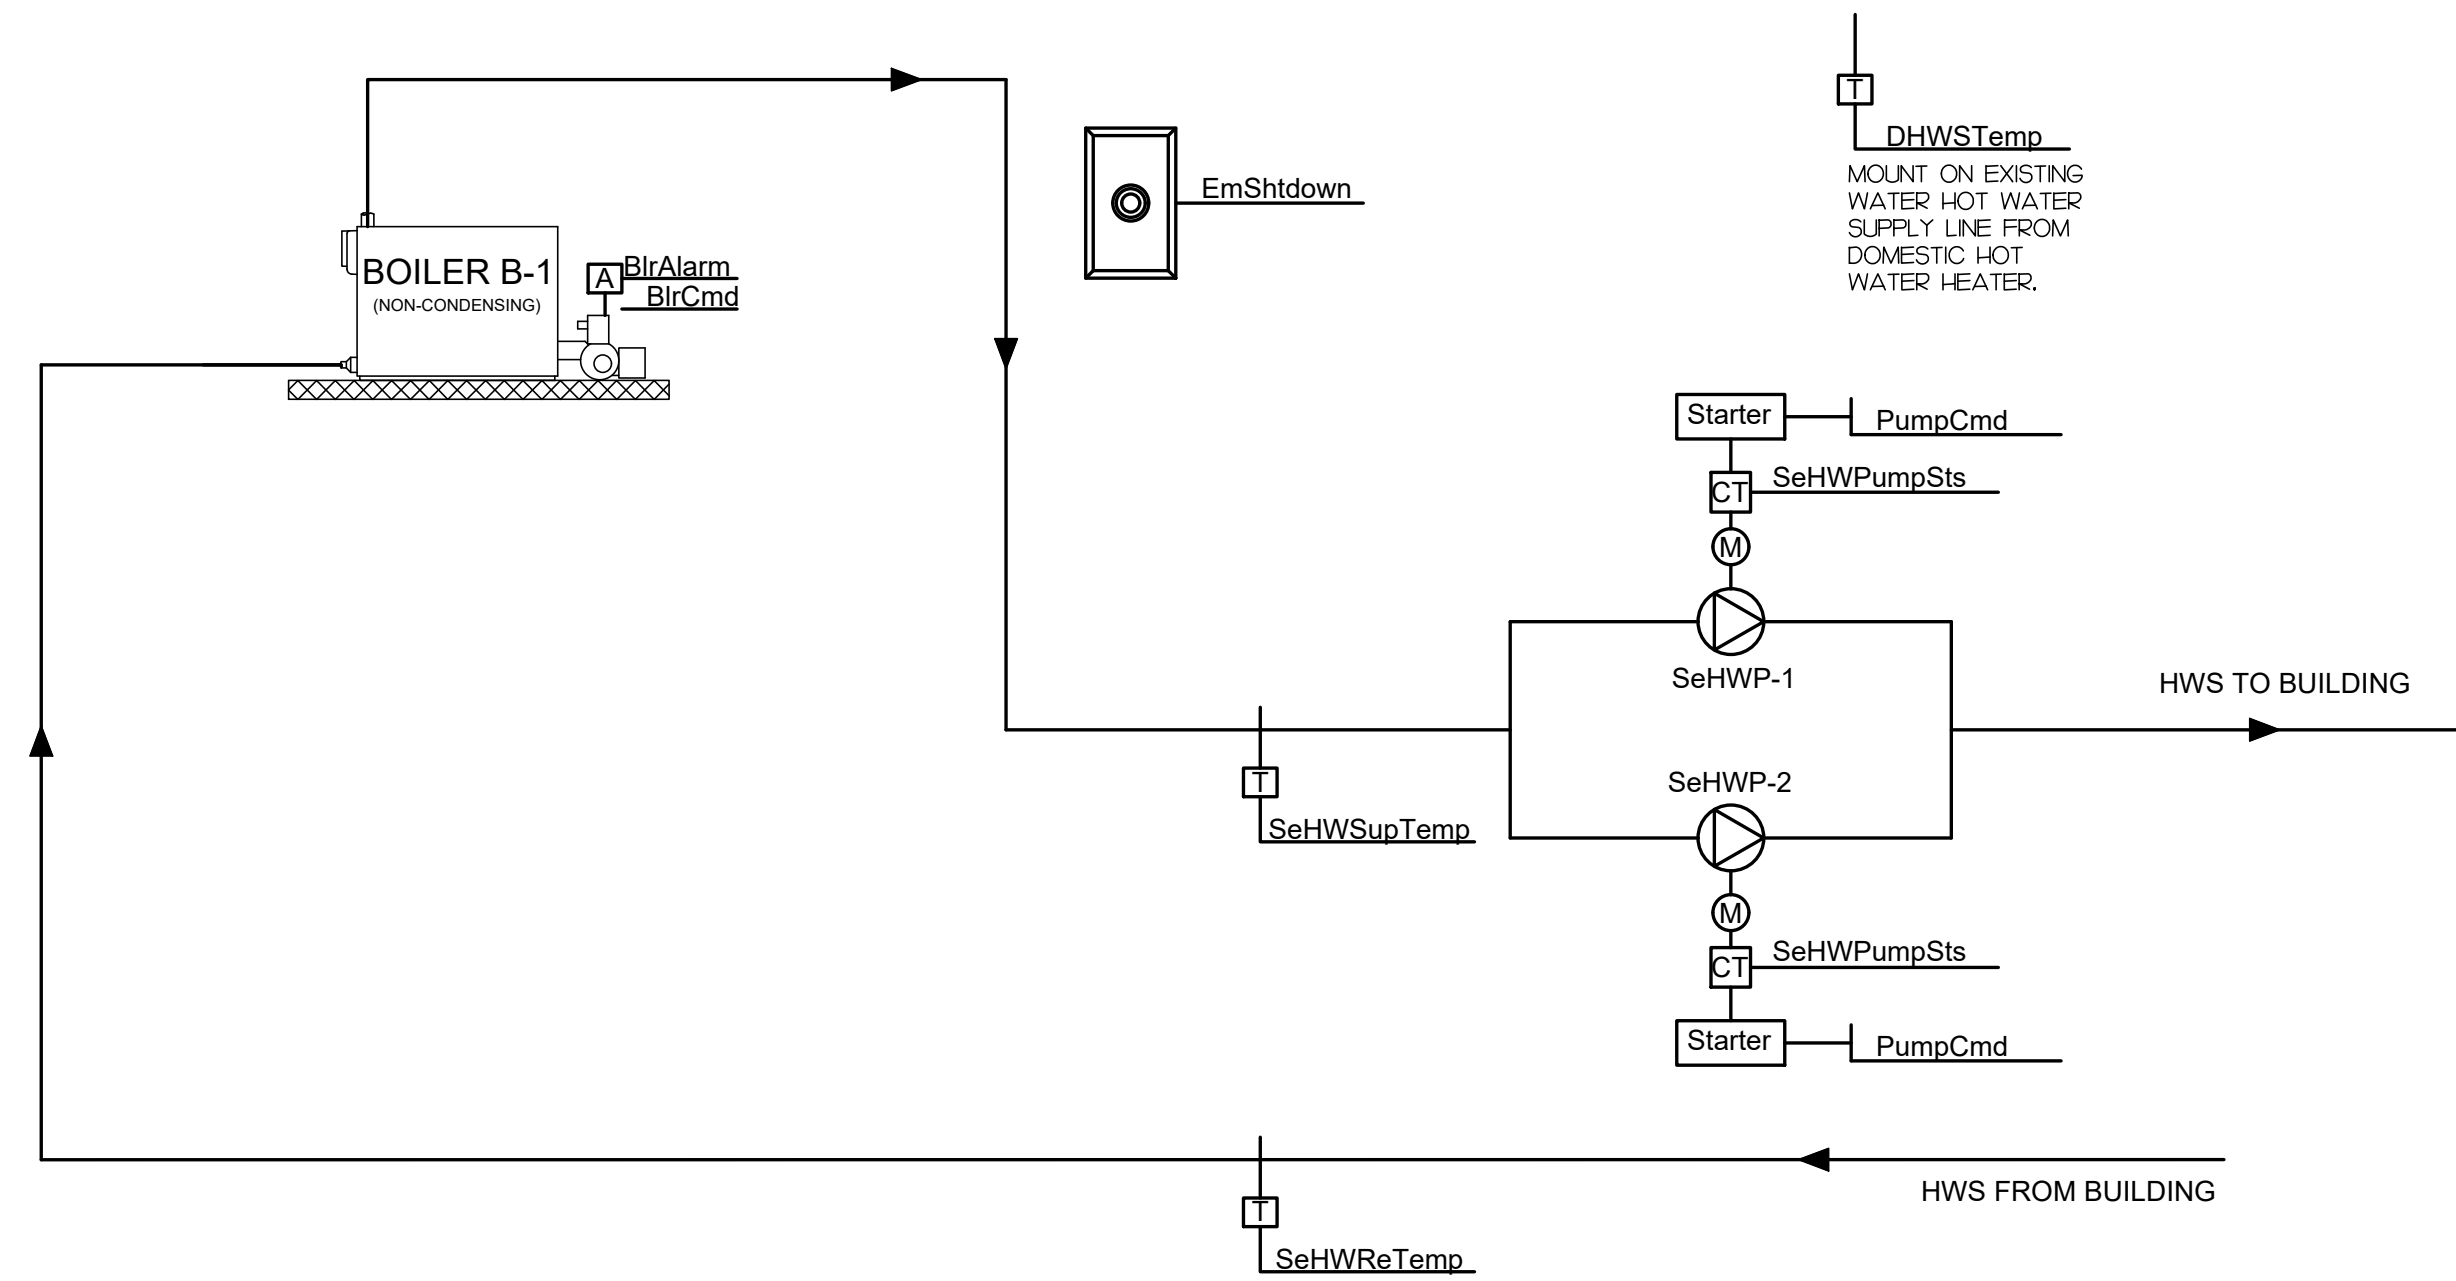 T
DHWSTemp
MOUNT ON EXISTING
WATER HOT WATER
SUPPLY LINE FROM
DOMESTIC HOT
WATER HEATER.
EmShtdown
BOILER B-1
(NON-CONDENSING)
A
BlrAlarm
BlrCmd
Starter
PumpCmd
CT
SeHWPumpSts
M
SeHWP-1
HWS TO BUILDING
T
SeHWSupTemp
SeHWP-2
M
CT
SeHWPumpSts
Starter
PumpCmd
HWS FROM BUILDING
T
SeHWReTemp